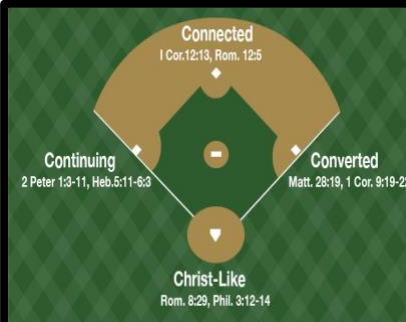 Connected
I Cor.12:13, Rom. 12:5
Continuing
2 Peter 1:3-11, Heb.5:11-6:3
Converted
Matt. 28:19, 1 Cor. 9:19-22
Christ-Like
Rom. 8:29, Phil. 3:12-14